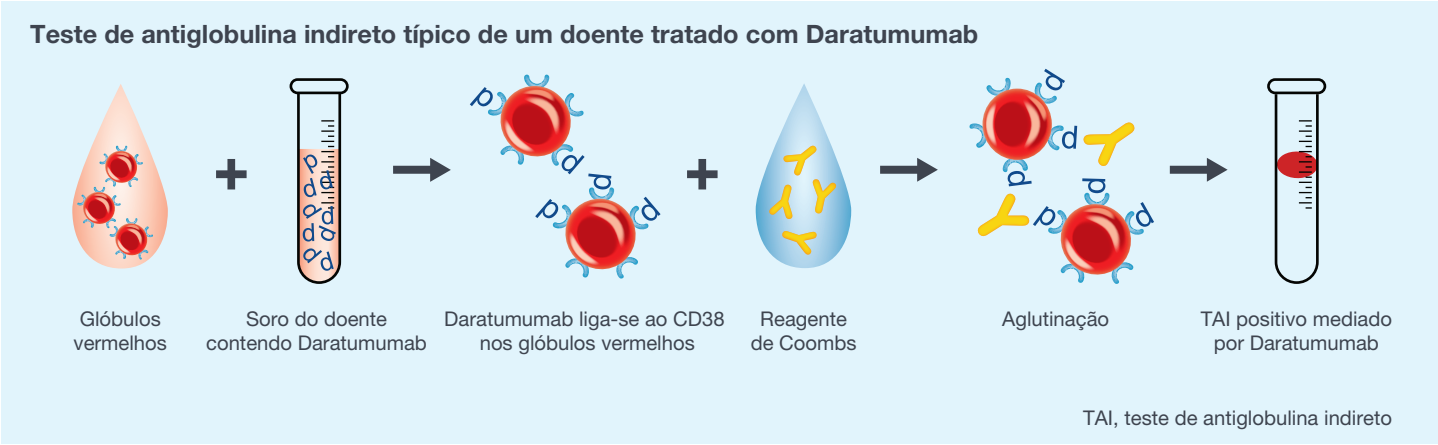 Teste de antiglobulina indireto típico de um doente tratado com Daratumumab
Glóbulos
vermelhos
Soro do doente
contendo Daratumumab
Daratumumab liga-se ao CD38
nos glóbulos vermelhos
Reagente
de Coombs
Aglutinação
TAI positivo mediado
por Daratumumab
TAI, teste de antiglobulina indireto